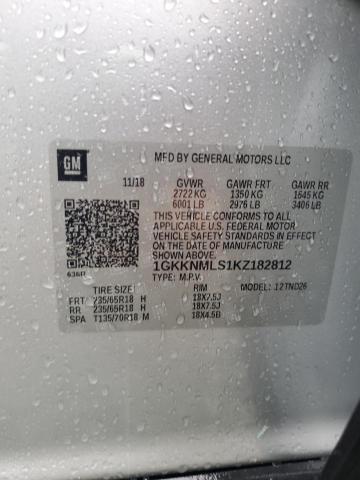 GM
MFD BY GENERAL MOTORS LLC
11/18 GVWR GAWR FRT GAWR RR
2722 KG 1350 KG 1545 KG
6001 LB 2976 LB 3406 LB
THIS VEHICLE CONFORMS TO ALL
APPLICABLE U.S. FEDERAL MOTOR
VEHICLE SAFETY STANDARDS IN EFFECT
ON THE DATE OF MANUFACTURE
SHOWN ABOVE.
1GKKNMLS1KZ182812
TYPE: M.P.V.
TIRE SIZE RIM MODEL: 12TND26
FRT 235/65R18 H 18X7.5J
RR 235/65R18 H 18X7.5J
SPA T135/70R18 M 18X4.5B